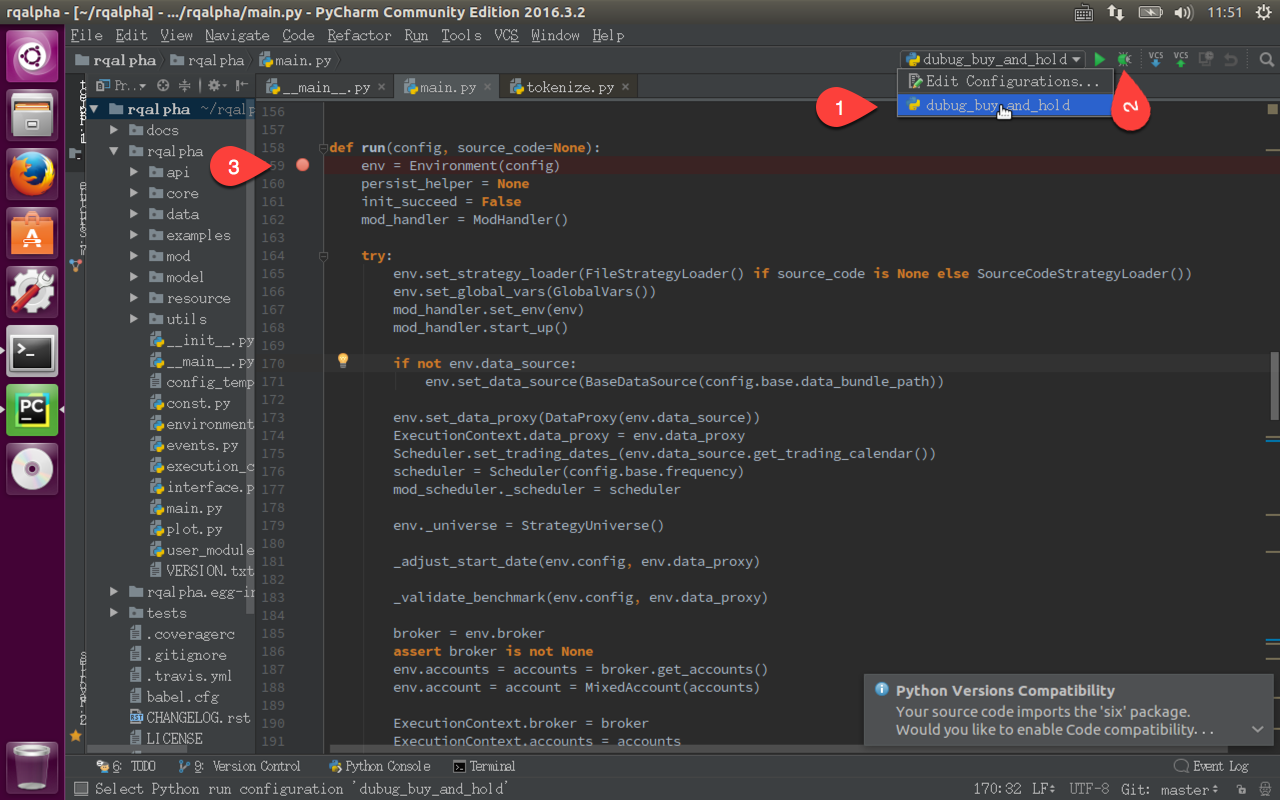 rqalpha - [~/rqalpha] - .../rqalpha/main.py - PyCharm Community Edition 2016.3.2
11:51
File Edit View Navigate Code Refactor Run Tools VCS Window Help
rqalpha rqalpha main.py
dubug_buy_and_hold
VCS VCS
Edit Configurations...
dubug_buy_and_hold
1
2
3
Pr..
__main__.py × main.py × tokenize.py ×
rqalpha ~/rqalp
docs
rqalpha
api
core
data
examples
mod
model
resource
utils
__init__.py
__main__.py
config_temp
const.py
environment
events.py
execution_c
interface.p
main.py
plot.py
user_module
VERSION.txt
rqalpha.egg-in
tests
.coveragerc
.gitignore
.travis.yml
babel.cfg
CHANGELOG.rst
LICENSE
156
157
158 def run(config, source_code=None):
59 env = Environment(config)
160 persist_helper = None
161 init_succeed = False
162 mod_handler = ModHandler()
163
164 try:
165 env.set_strategy_loader(FileStrategyLoader() if source_code is None else SourceCodeStrategyLoader())
166 env.set_global_vars(GlobalVars())
167 mod_handler.set_env(env)
168 mod_handler.start_up()
169
170 if not env.data_source:
171 env.set_data_source(BaseDataSource(config.base.data_bundle_path))
172
173 env.set_data_proxy(DataProxy(env.data_source))
174 ExecutionContext.data_proxy = env.data_proxy
175 Scheduler.set_trading_dates_(env.data_source.get_trading_calendar())
176 scheduler = Scheduler(config.base.frequency)
177 mod_scheduler._scheduler = scheduler
178
179 env._universe = StrategyUniverse()
180
181 _adjust_start_date(env.config, env.data_proxy)
182
183 _validate_benchmark(env.config, env.data_proxy)
184
185 broker = env.broker
186 assert broker is not None
187 env.accounts = accounts = broker.get_accounts()
188 env.account = account = MixedAccount(accounts)
189
190 ExecutionContext.broker = broker
191 ExecutionContext.accounts = accounts
Python Versions Compatibility
Your source code imports the 'six' package.
Would you like to enable Code compatibility...
6: TODO 9: Version Control Python Console Terminal Event Log
Select Python run configuration 'dubug_buy_and_hold' 170:32 LF÷ UTF-8 Git: master÷